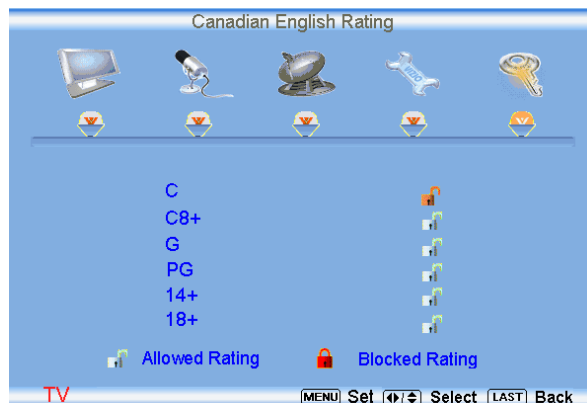 Canadian English Rating
C
C8+
G
PG
14+
18+
Allowed Rating Blocked Rating
TV MENU Set / Select LAST Back